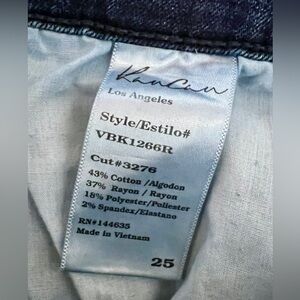 KanCan
Los Angeles
Style/Estilo#
VBK1266R
Cut#3276
43% Cotton /Algodon
37% Rayon / Rayon
18% Polyester/Poliester
2% Spandex/Elastano
RN#144635
Made in Vietnam
25